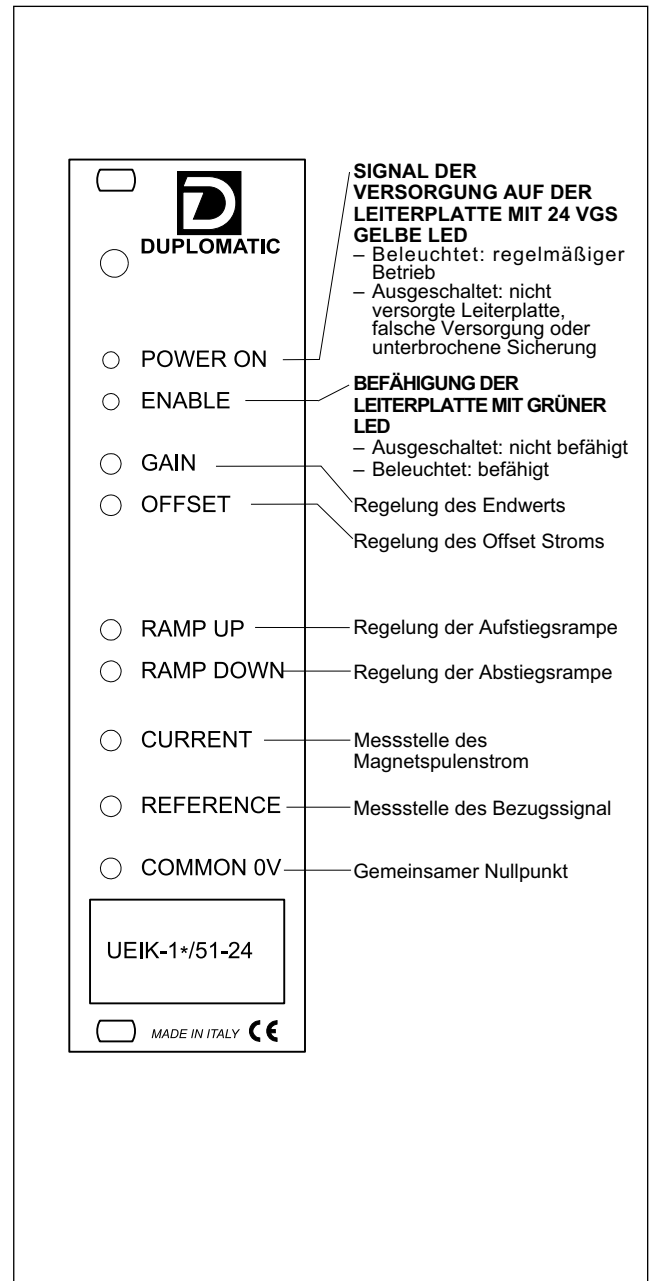 DUPLOMATIC
POWER ON
ENABLE
GAIN
OFFSET
RAMP UP
RAMP DOWN
CURRENT
REFERENCE
COMMON 0V
UEIK-1*/51-24
MADE IN ITALY CE
SIGNAL DER
VERSORGUNG AUF DER
LEITERPLATTE MIT 24 VGS
GELBE LED
– Beleuchtet: regelmäßiger
Betrieb
– Ausgeschaltet: nicht
versorgte Leiterplatte,
falsche Versorgung oder
unterbrochene Sicherung
BEFÄHIGUNG DER
LEITERPLATTE MIT GRÜNER
LED
– Ausgeschaltet: nicht befähigt
– Beleuchtet: befähigt
Regelung des Endwerts
Regelung des Offset Stroms
Regelung der Aufstiegsrampe
Regelung der Abstiegsrampe
Messstelle des
Magnetspulenstrom
Messstelle des Bezugssignal
Gemeinsamer Nullpunkt